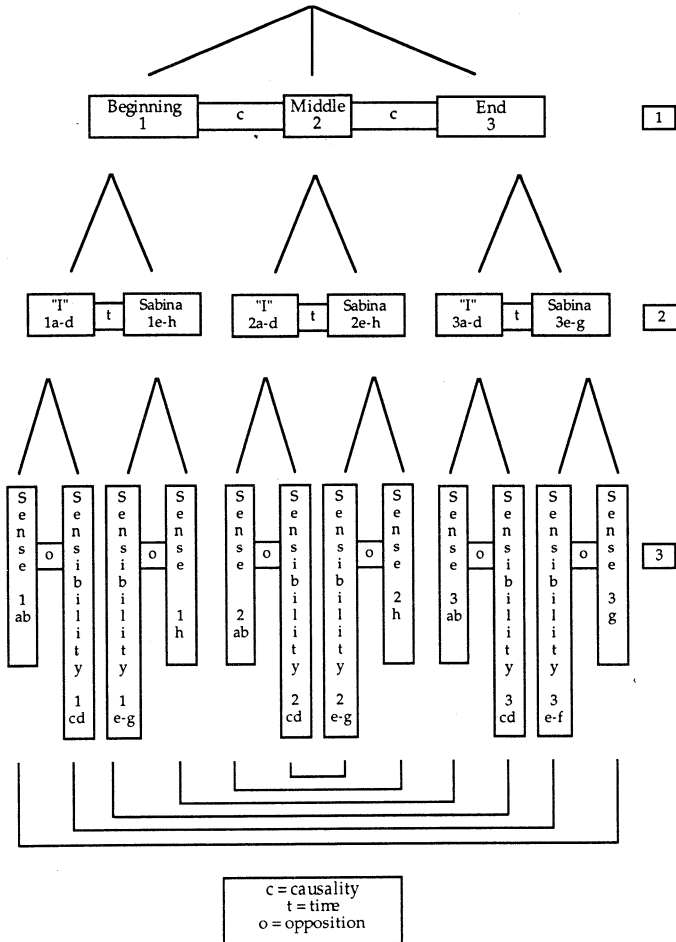 Beginning
1
c
Middle
2
c
End
3
1
"I"
1a-d
t
Sabina
1e-h
"I"
2a-d
t
Sabina
2e-h
"I"
3a-d
t
Sabina
3e-g
2
Sense 1 ab
o
Sensibility 1 cd
Sensibility 1 e-g
o
Sense 1 h
Sense 2 ab
o
Sensibility 2 cd
Sensibility 2 e-g
o
Sense 2 h
Sense 3 ab
o
Sensibility 3 cd
Sensibility 3 e-f
o
Sense 3 g
3
c = causality
t = time
o = opposition